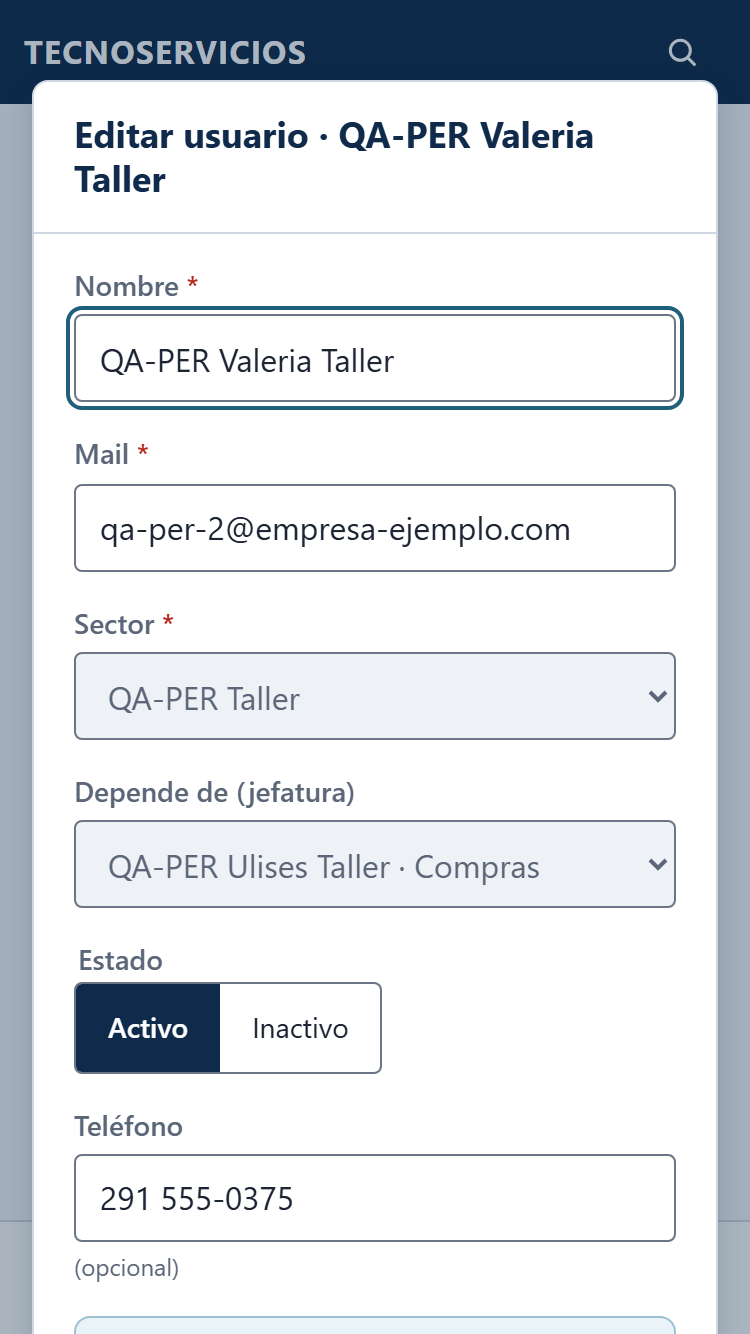 TECNOSERVICIOS
Editar usuario · QA-PER Valeria
Taller
Nombre *
QA-PER Valeria Taller
Mail *
qa-per-2@empresa-ejemplo.com
Sector *
QA-PER Taller
Depende de (jefatura)
QA-PER Ulises Taller · Compras
Estado
Activo Inactivo
Teléfono
291 555-0375
(opcional)